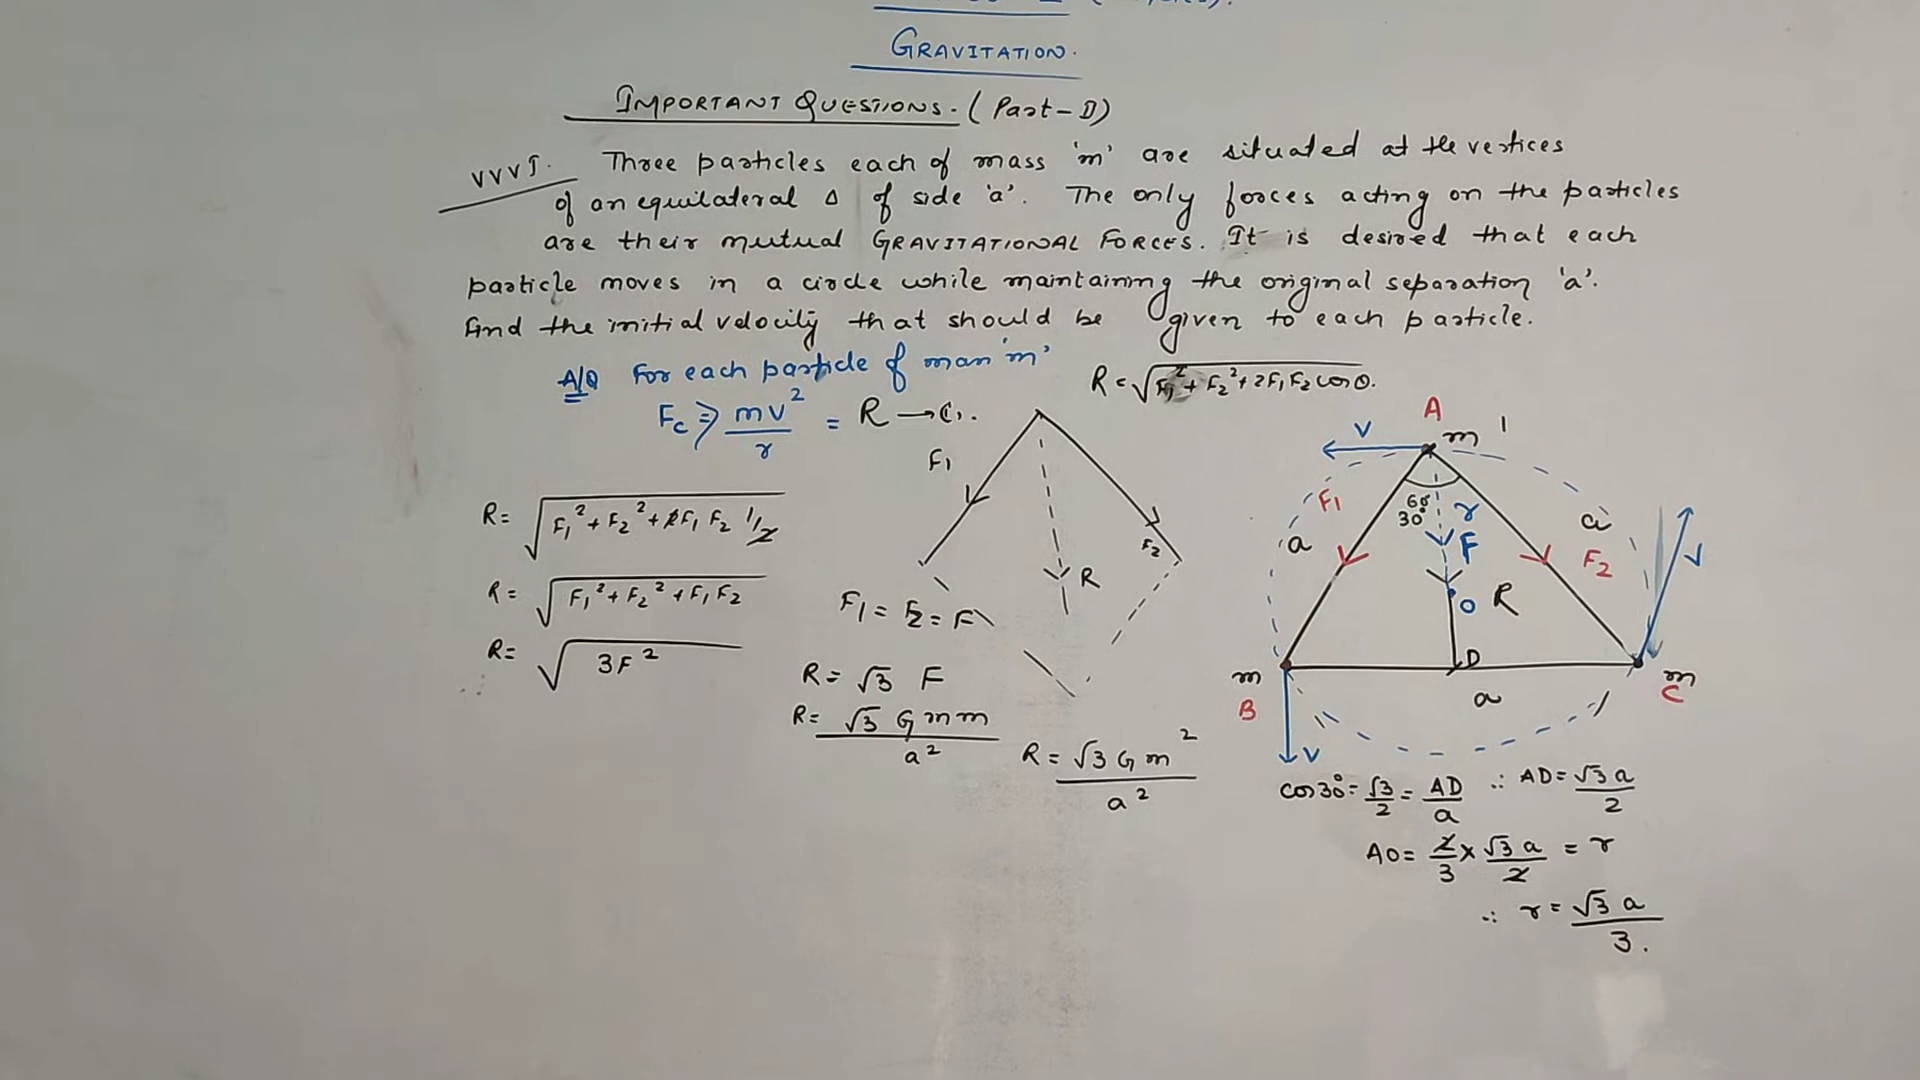 GRAVITATION.
IMPORTANT QUESTIONS. (Part-I)
VVVI. Three particles each of mass 'm' are situated at the vertices
of an equilateral Δ of side 'a'. The only forces acting on the particles
are their mutual GRAVITATIONAL FORCES. It is desired that each
particle moves in a circle while maintaining the original separation 'a'.
find the initial velocity that should be given to each particle.
A/Q For each particle of mass 'm'
R = √F₁² + F₂² + 2F₁F₂ cos θ.
Fc ⇒ mv²/r = R →(1).
F₁
F₂
R
R = √F₁² + F₂² + 2F₁F₂ 1/2
R = √F₁² + F₂² + F₁F₂
R = √3F²
F₁ = F₂ = F
R = √3 F
R = √3 G m m / a²
R = √3 G m² / a²
A
V
m
F₁
60°
30°
r
a
a
F
F₂
V
O
R
m
D
m
B
a
C
V
cos 30° = √3/2 = AD/a ∴ AD = √3 a/2
AO = 2/3 × √3 a/2 = r
∴ r = √3 a/3.